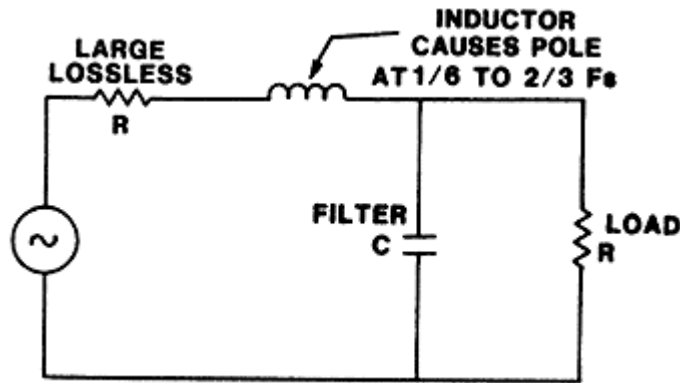 INDUCTOR
CAUSES POLE
AT 1/6 TO 2/3 Fs
LARGE
LOSSLESS
R
FILTER
C
LOAD
R